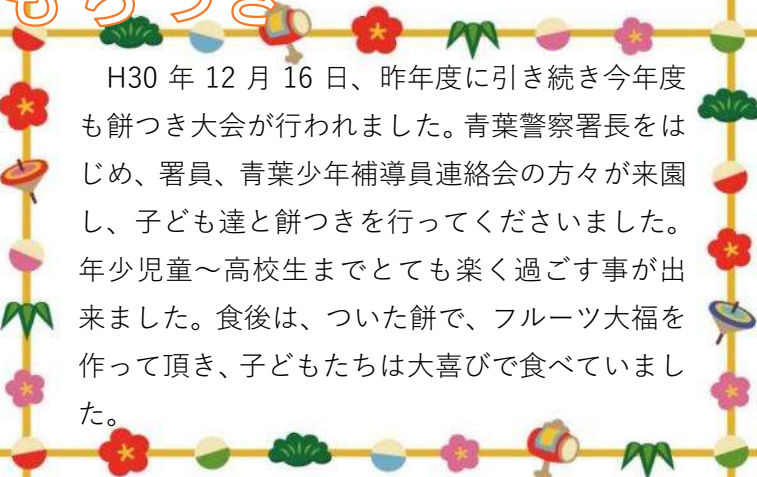 もちつき
　H30 年 12 月 16 日、昨年度に引き続き今年度
も餅つき大会が行われました。青葉警察署長をは
じめ、署員、青葉少年補導員連絡会の方々が来園
し、子ども達と餅つきを行ってくださいました。
年少児童～高校生までとても楽く過ごす事が出
来ました。食後は、ついた餅で、フルーツ大福を
作って頂き、子どもたちは大喜びで食べていまし
た。